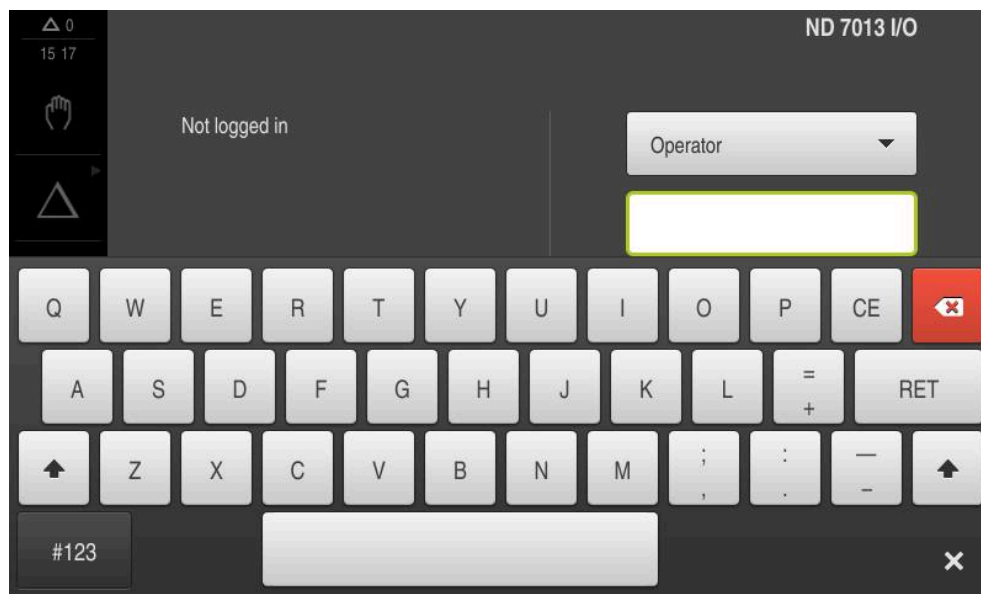 0
15 17
ND 7013 I/O
Not logged in
Operator
Q W E R T Y U I O P CE
A S D F G H J K L = + RET
Z X C V B N M ; , : . — –
#123